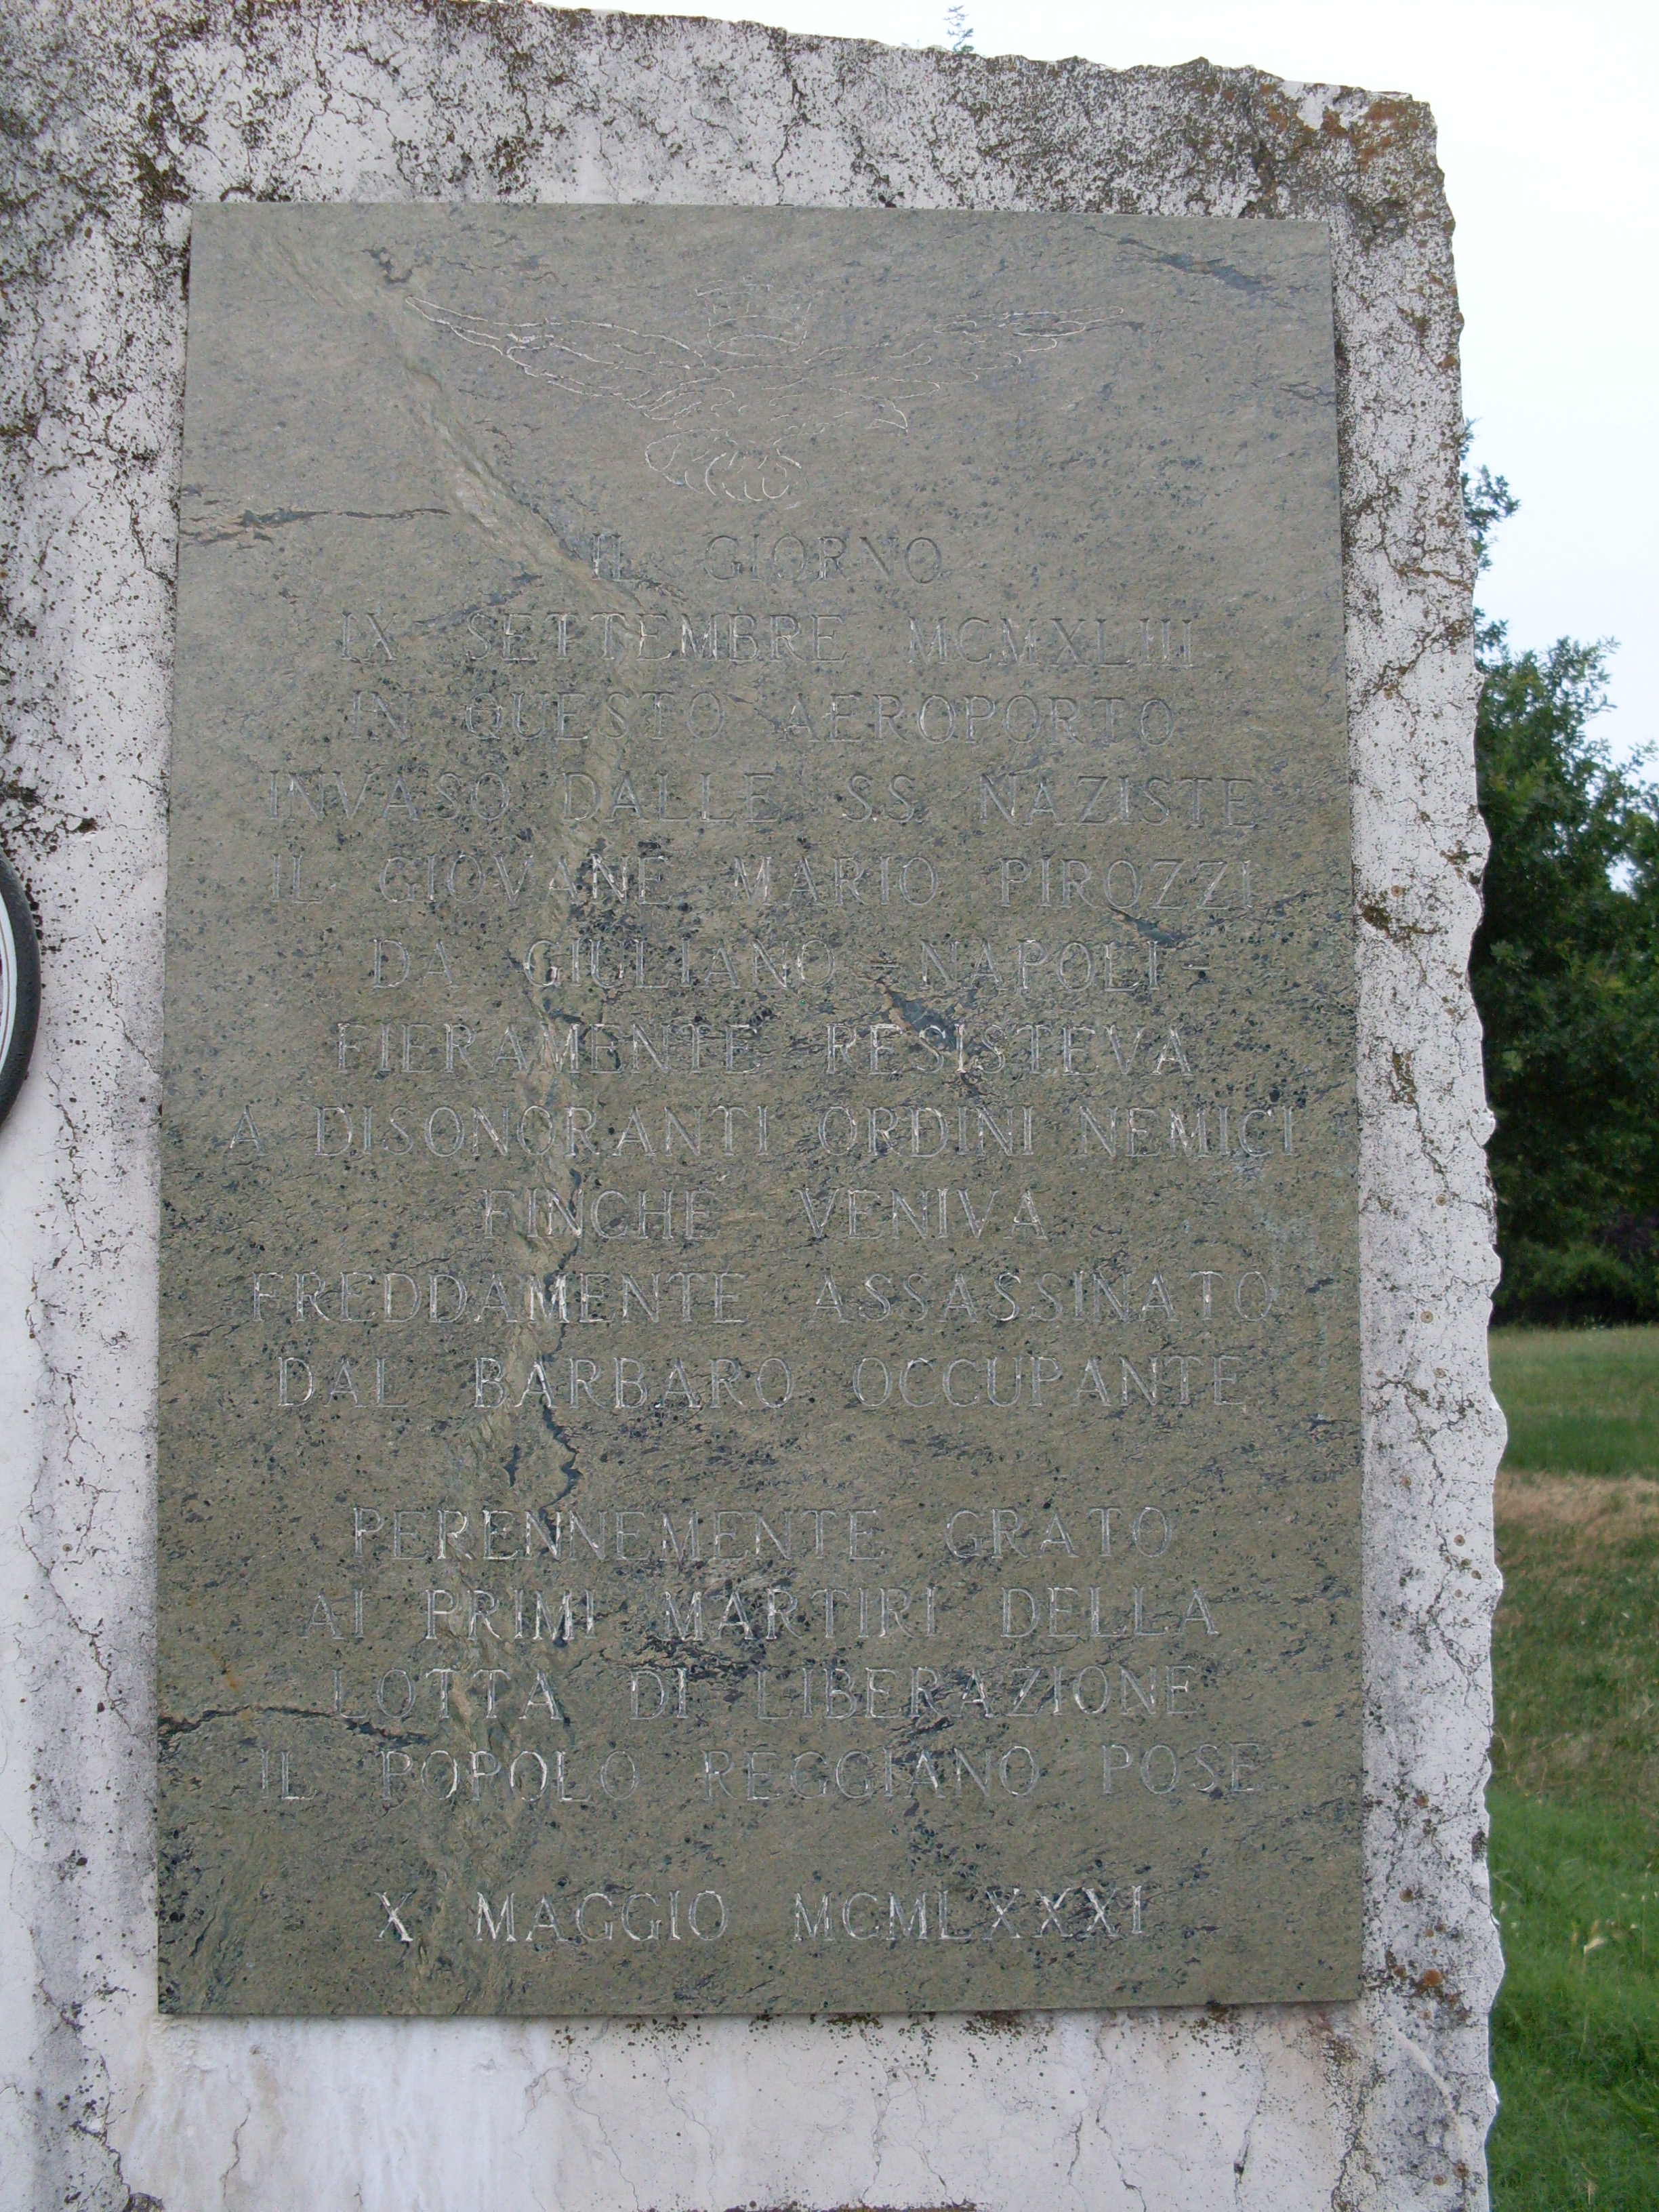 IL GIORNO
IX SETTEMBRE MCMXLIII
IN QUESTO AEROPORTO
INVASO DALLE S.S. NAZISTE
IL GIOVANE MARIO PIROZZI
DA GIULIANO - NAPOLI -
FIERAMENTE RESISTEVA
A DISONORANTI ORDINI NEMICI
FINCHE VENIVA
FREDDAMENTE ASSASSINATO
DAL BARBARO OCCUPANTE
PERENNEMENTE GRATO
AI PRIMI MARTIRI DELLA
LOTTA DI LIBERAZIONE
IL POPOLO REGGIANO POSE
X MAGGIO MCMLXXXI